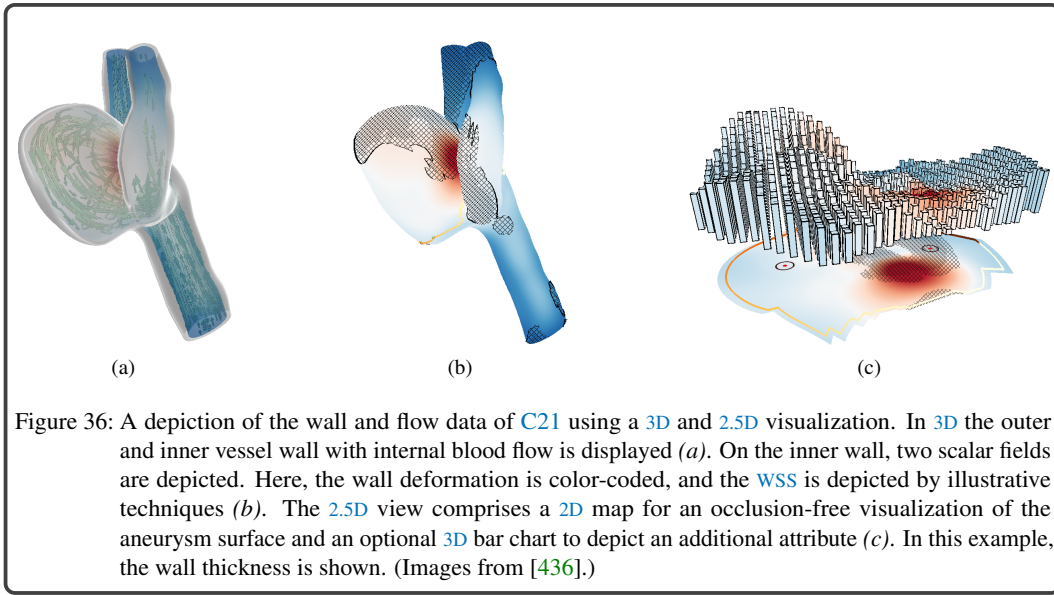 (a)
(b)
(c)
Figure 36: A depiction of the wall and flow data of C21 using a 3D and 2.5D visualization. In 3D the outer
and inner vessel wall with internal blood flow is displayed (a). On the inner wall, two scalar fields
are depicted. Here, the wall deformation is color-coded, and the WSS is depicted by illustrative
techniques (b). The 2.5D view comprises a 2D map for an occlusion-free visualization of the
aneurysm surface and an optional 3D bar chart to depict an additional attribute (c). In this example,
the wall thickness is shown. (Images from [436].)